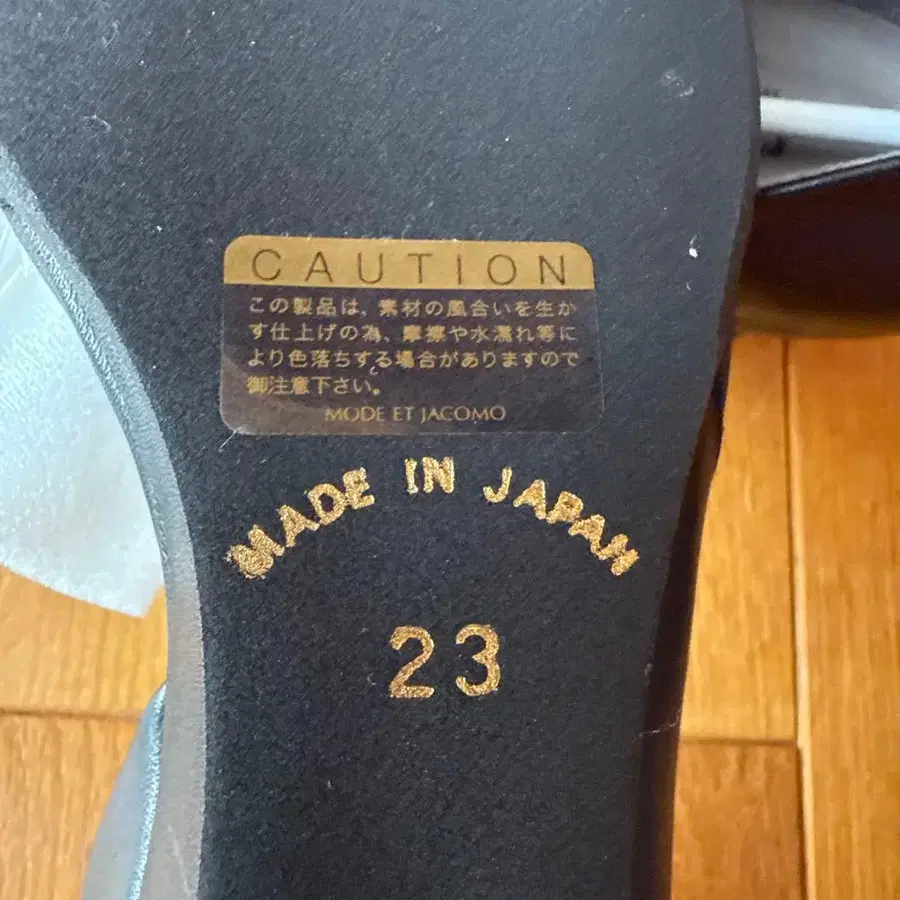 CAUTION
この製品は、素材の風合いを生か
す仕上げの為、摩擦や水濡れ等に
より色落ちする場合がありますので
御注意下さい。
MODE ET JACOMO
MADE IN JAPAN
23